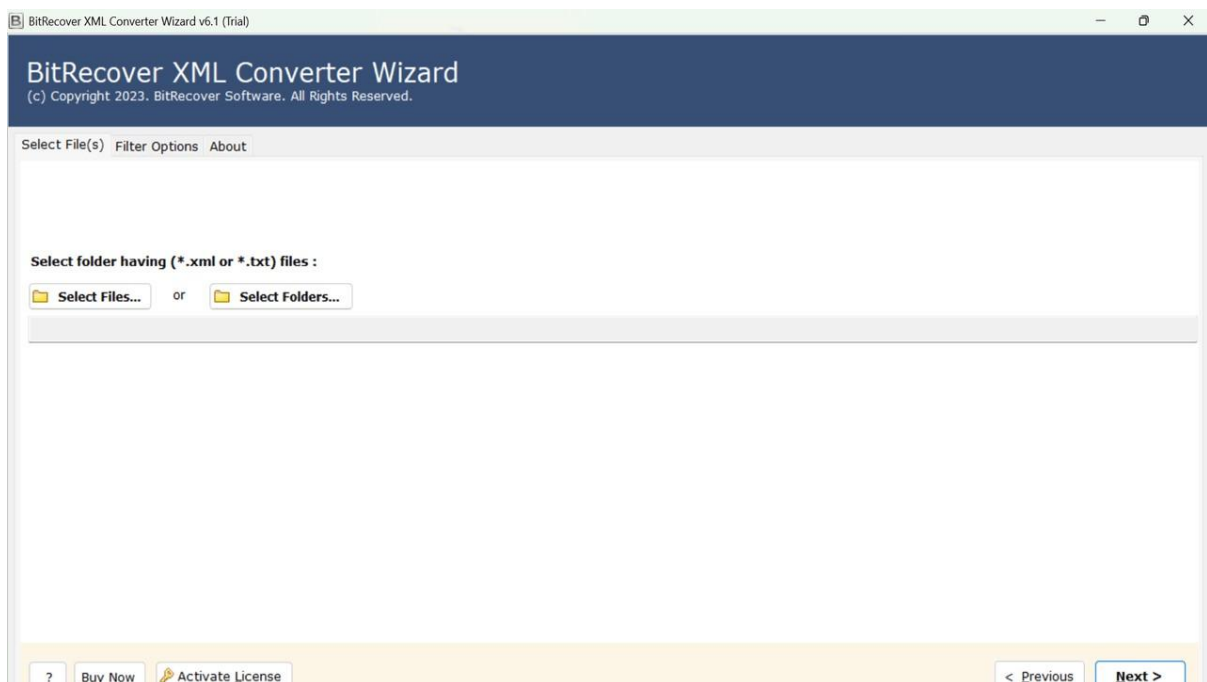 BitRecover XML Converter Wizard v6.1 (Trial)
BitRecover XML Converter Wizard
(c) Copyright 2023. BitRecover Software. All Rights Reserved.
Select File(s) Filter Options About
Select folder having (*.xml or *.txt) files :
Select Files... or Select Folders...
? Buy Now Activate License < Previous Next >